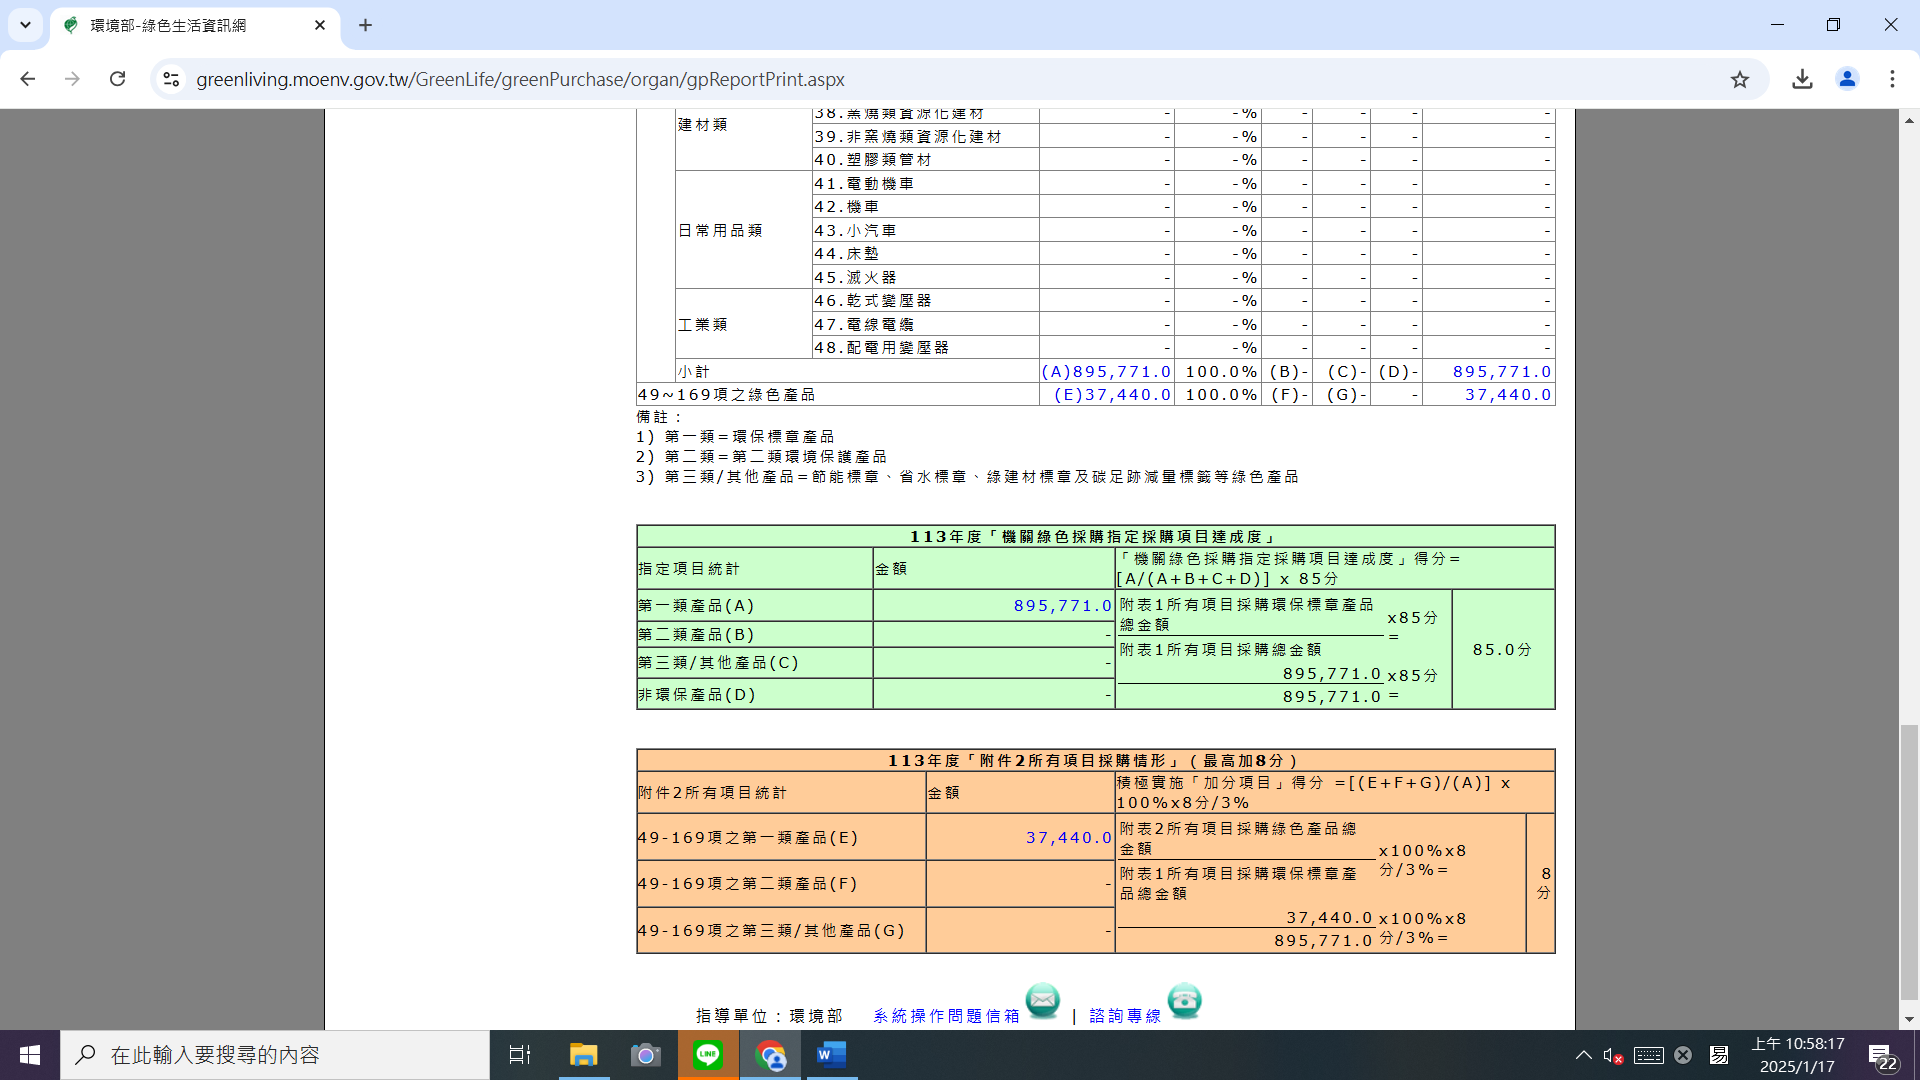 環境部-綠色生活資訊網
greenliving.moenv.gov.tw/GreenLife/greenPurchase/organ/gpReportPrint.aspx
建材類
38.窯燒類資源化建材 - -% - - - -
39.非窯燒類資源化建材 - -% - - - -
40.塑膠類管材 - -% - - - -
日常用品類
41.電動機車 - -% - - - -
42.機車 - -% - - - -
43.小汽車 - -% - - - -
44.床墊 - -% - - - -
45.滅火器 - -% - - - -
工業類
46.乾式變壓器 - -% - - - -
47.電線電纜 - -% - - - -
48.配電用變壓器 - -% - - - -
小計 (A)895,771.0 100.0% (B)- (C)- (D)- 895,771.0
49~169項之綠色產品 (E)37,440.0 100.0% (F)- (G)- - 37,440.0
備註：
1) 第一類=環保標章產品
2) 第二類=第二類環境保護產品
3) 第三類/其他產品=節能標章、省水標章、綠建材標章及碳足跡減量標籤等綠色產品
113年度「機關綠色採購指定採購項目達成度」
指定項目統計 金額
「機關綠色採購指定採購項目達成度」得分=
[A/(A+B+C+D)] x 85分
第一類產品(A) 895,771.0
第二類產品(B) -
第三類/其他產品(C) -
非環保產品(D) -
附表1所有項目採購環保標章產品
總金額
附表1所有項目採購總金額
x85分
=
895,771.0
895,771.0
x85分
=
85.0分
113年度「附件2所有項目採購情形」（最高加8分）
附件2所有項目統計 金額
積極實施「加分項目」得分 =[(E+F+G)/(A)] x
100%x8分/3%
49-169項之第一類產品(E) 37,440.0
49-169項之第二類產品(F) -
49-169項之第三類/其他產品(G) -
附表2所有項目採購綠色產品總
金額
附表1所有項目採購環保標章產
品總金額
x100%x8
分/3%=
37,440.0
895,771.0
x100%x8
分/3%=
8
分
指導單位：環境部 系統操作問題信箱 | 諮詢專線
在此輸入要搜尋的內容
LINE
W
易
上午 10:58:17
2025/1/17
22